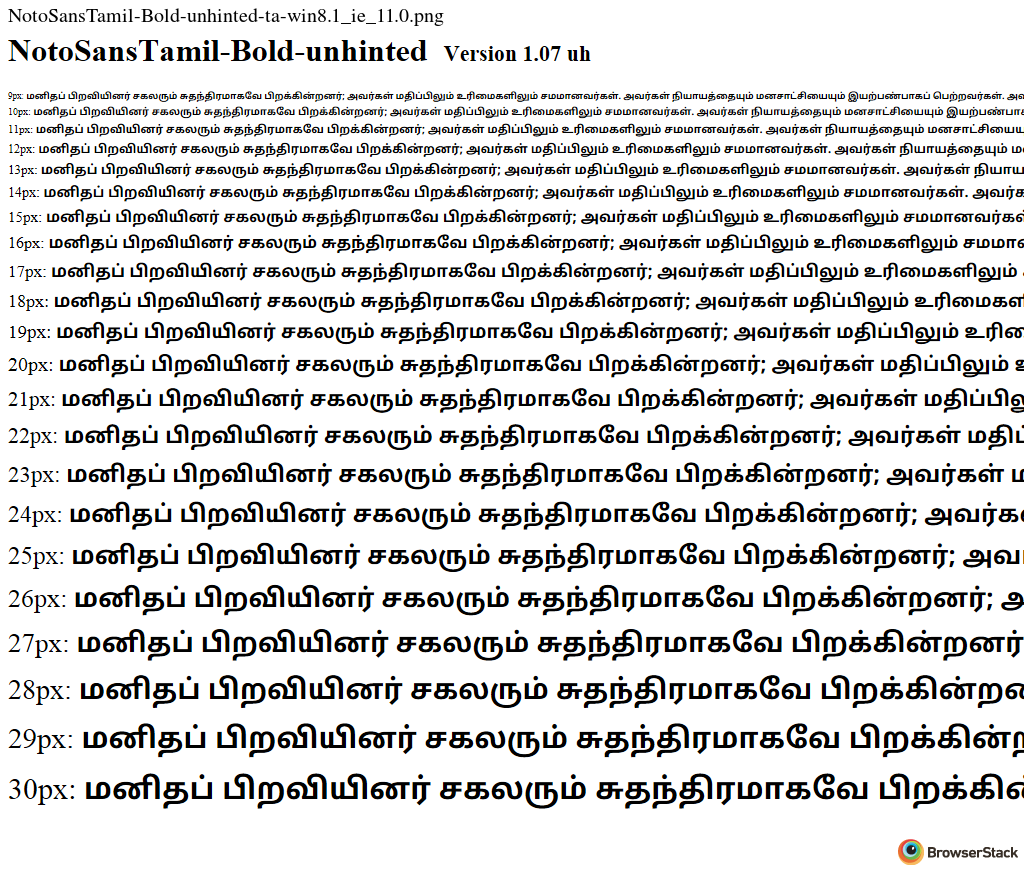 NotoSansTamil-Bold-unhinted-ta-win8.1_ie_11.0.png
NotoSansTamil-Bold-unhinted Version 1.07 uh
9px: மனிதப் பிறவியினர் சகலரும் சுதந்திரமாகவே பிறக்கின்றனர்; அவர்கள் மதிப்பிலும் உரிமைகளிலும் சமமானவர்கள். அவர்கள் நியாயத்தையும் மனசாட்சியையும் இயற்பண்பாகப் பெற்றவர்கள்.
10px: மனிதப் பிறவியினர் சகலரும் சுதந்திரமாகவே பிறக்கின்றனர்; அவர்கள் மதிப்பிலும் உரிமைகளிலும் சமமானவர்கள். அவர்கள் நியாயத்தையும் மனசாட்சியையும்
11px: மனிதப் பிறவியினர் சகலரும் சுதந்திரமாகவே பிறக்கின்றனர்; அவர்கள் மதிப்பிலும் உரிமைகளிலும் சமமானவர்கள். அவர்கள் நியாயத்தையும்
12px: மனிதப் பிறவியினர் சகலரும் சுதந்திரமாகவே பிறக்கின்றனர்; அவர்கள் மதிப்பிலும் உரிமைகளிலும் சமமானவர்கள். அவர்கள் நியாயத்தையும்
13px: மனிதப் பிறவியினர் சகலரும் சுதந்திரமாகவே பிறக்கின்றனர்; அவர்கள் மதிப்பிலும் உரிமைகளிலும் சமமானவர்கள். அவர்கள்
14px: மனிதப் பிறவியினர் சகலரும் சுதந்திரமாகவே பிறக்கின்றனர்; அவர்கள் மதிப்பிலும் உரிமைகளிலும் சமமானவர்கள்.
15px: மனிதப் பிறவியினர் சகலரும் சுதந்திரமாகவே பிறக்கின்றனர்; அவர்கள் மதிப்பிலும் உரிமைகளிலும்
16px: மனிதப் பிறவியினர் சகலரும் சுதந்திரமாகவே பிறக்கின்றனர்; அவர்கள் மதிப்பிலும் உரிமைகளிலும்
17px: மனிதப் பிறவியினர் சகலரும் சுதந்திரமாகவே பிறக்கின்றனர்; அவர்கள் மதிப்பிலும் உரிமைகளிலும்
18px: மனிதப் பிறவியினர் சகலரும் சுதந்திரமாகவே பிறக்கின்றனர்; அவர்கள் மதிப்பிலும்
19px: மனிதப் பிறவியினர் சகலரும் சுதந்திரமாகவே பிறக்கின்றனர்; அவர்கள் மதிப்பிலும்
20px: மனிதப் பிறவியினர் சகலரும் சுதந்திரமாகவே பிறக்கின்றனர்; அவர்கள் மதிப்பிலும்
21px: மனிதப் பிறவியினர் சகலரும் சுதந்திரமாகவே பிறக்கின்றனர்; அவர்கள்
22px: மனிதப் பிறவியினர் சகலரும் சுதந்திரமாகவே பிறக்கின்றனர்; அவர்கள்
23px: மனிதப் பிறவியினர் சகலரும் சுதந்திரமாகவே பிறக்கின்றனர்; அவர்கள்
24px: மனிதப் பிறவியினர் சகலரும் சுதந்திரமாகவே பிறக்கின்றனர்;
25px: மனிதப் பிறவியினர் சகலரும் சுதந்திரமாகவே பிறக்கின்றனர்;
26px: மனிதப் பிறவியினர் சகலரும் சுதந்திரமாகவே பிறக்கின்றனர்;
27px: மனிதப் பிறவியினர் சகலரும் சுதந்திரமாகவே பிறக்கின்றனர்
28px: மனிதப் பிறவியினர் சகலரும் சுதந்திரமாகவே
29px: மனிதப் பிறவியினர் சகலரும் சுதந்திரமாகவே
30px: மனிதப் பிறவியினர் சகலரும் சுதந்திரமாகவே
BrowserStack